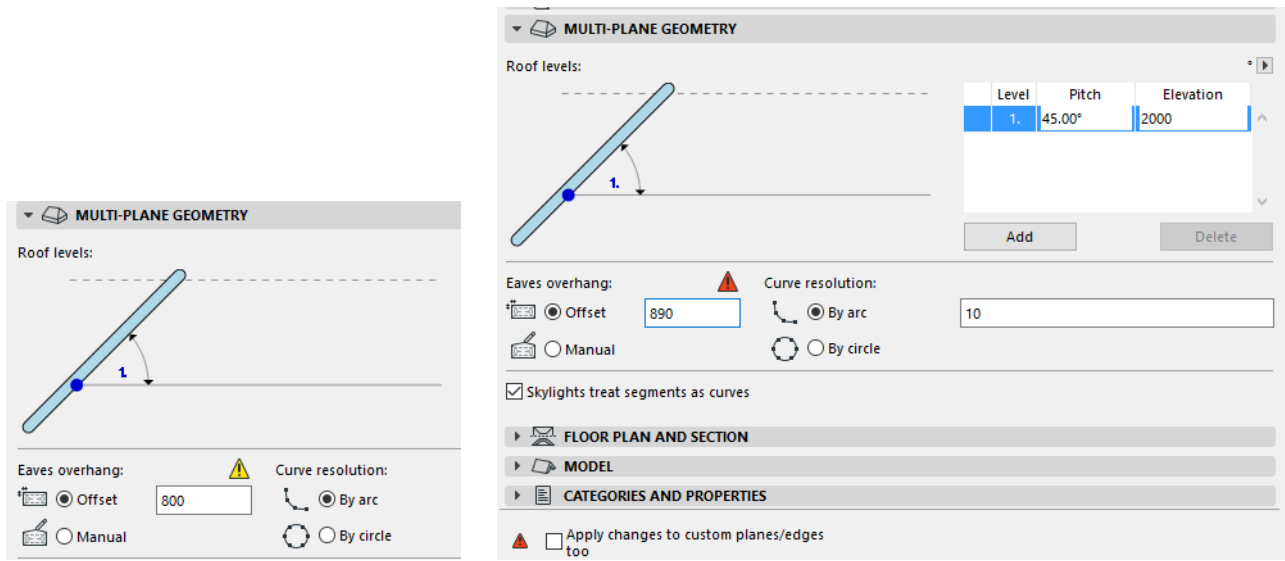 MULTI-PLANE GEOMETRY
Roof levels:
1.
Eaves overhang:
Curve resolution:
Offset
800
By arc
Manual
By circle
MULTI-PLANE GEOMETRY
Roof levels:
°
Level Pitch Elevation
1. 45.00° 2000
1.
Add Delete
Eaves overhang:
Curve resolution:
Offset
890
By arc
10
Manual
By circle
Skylights treat segments as curves
FLOOR PLAN AND SECTION
MODEL
CATEGORIES AND PROPERTIES
Apply changes to custom planes/edges
too